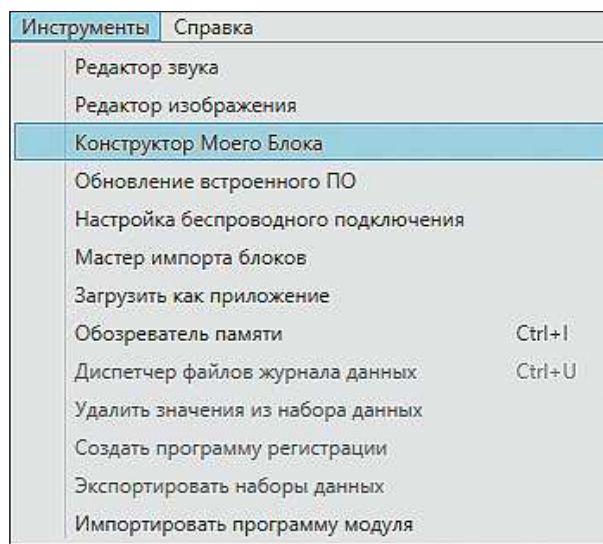 Инструменты Справка
Редактор звука
Редактор изображения
Конструктор Моего Блока
Обновление встроенного ПО
Настройка беспроводного подключения
Мастер импорта блоков
Загрузить как приложение
Обозреватель памяти Ctrl+I
Диспетчер файлов журнала данных Ctrl+U
Удалить значения из набора данных
Создать программу регистрации
Экспортировать наборы данных
Импортировать программу модуля